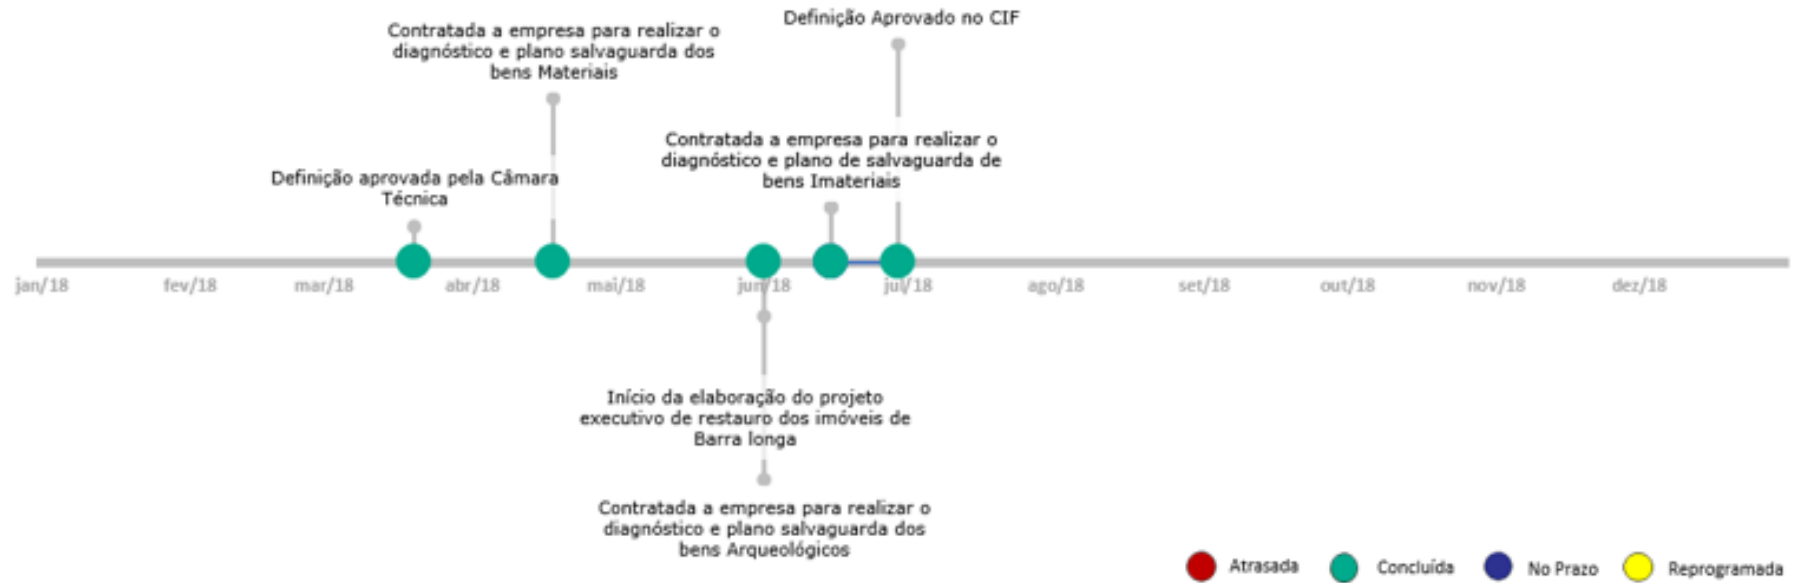 Definição Aprovado no CIF
Contratada a empresa para realizar o
diagnóstico e plano salvaguarda dos
bens Materiais
Contratada a empresa para realizar o
diagnóstico e plano de salvaguarda de
bens Imateriais
Definição aprovada pela Câmara
Técnica
jan/18
fev/18
mar/18
abr/18
mai/18
jun/18
jul/18
ago/18
set/18
out/18
nov/18
dez/18
Início da elaboração do projeto
executivo de restauro dos imóveis de
Barra longa
Contratada a empresa para realizar o
diagnóstico e plano salvaguarda dos
bens Arqueológicos
Atrasada
Concluída
No Prazo
Reprogramada